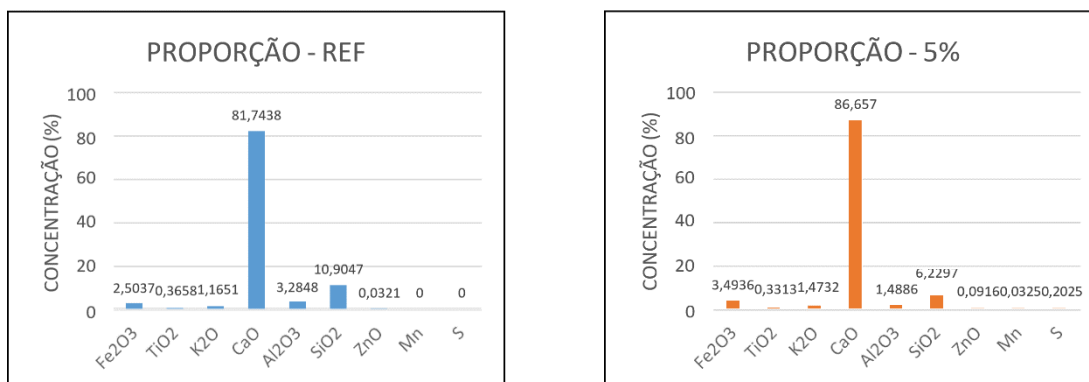 PROPORÇÃO - REF
CONCENTRAÇÃO (%)
100
80
60
40
20
0
2,5037
0,3658
1,1651
81,7438
3,2848
10,9047
0,0321
0
0
Fe2O3
TiO2
K2O
CaO
Al2O3
SiO2
ZnO
Mn
S
PROPORÇÃO - 5%
CONCENTRAÇÃO (%)
100
80
60
40
20
0
3,4936
0,3313
1,4732
86,657
1,4886
6,2297
0,0916
0,0325
0,2025
Fe2O3
TiO2
K2O
CaO
Al2O3
SiO2
ZnO
Mn
S